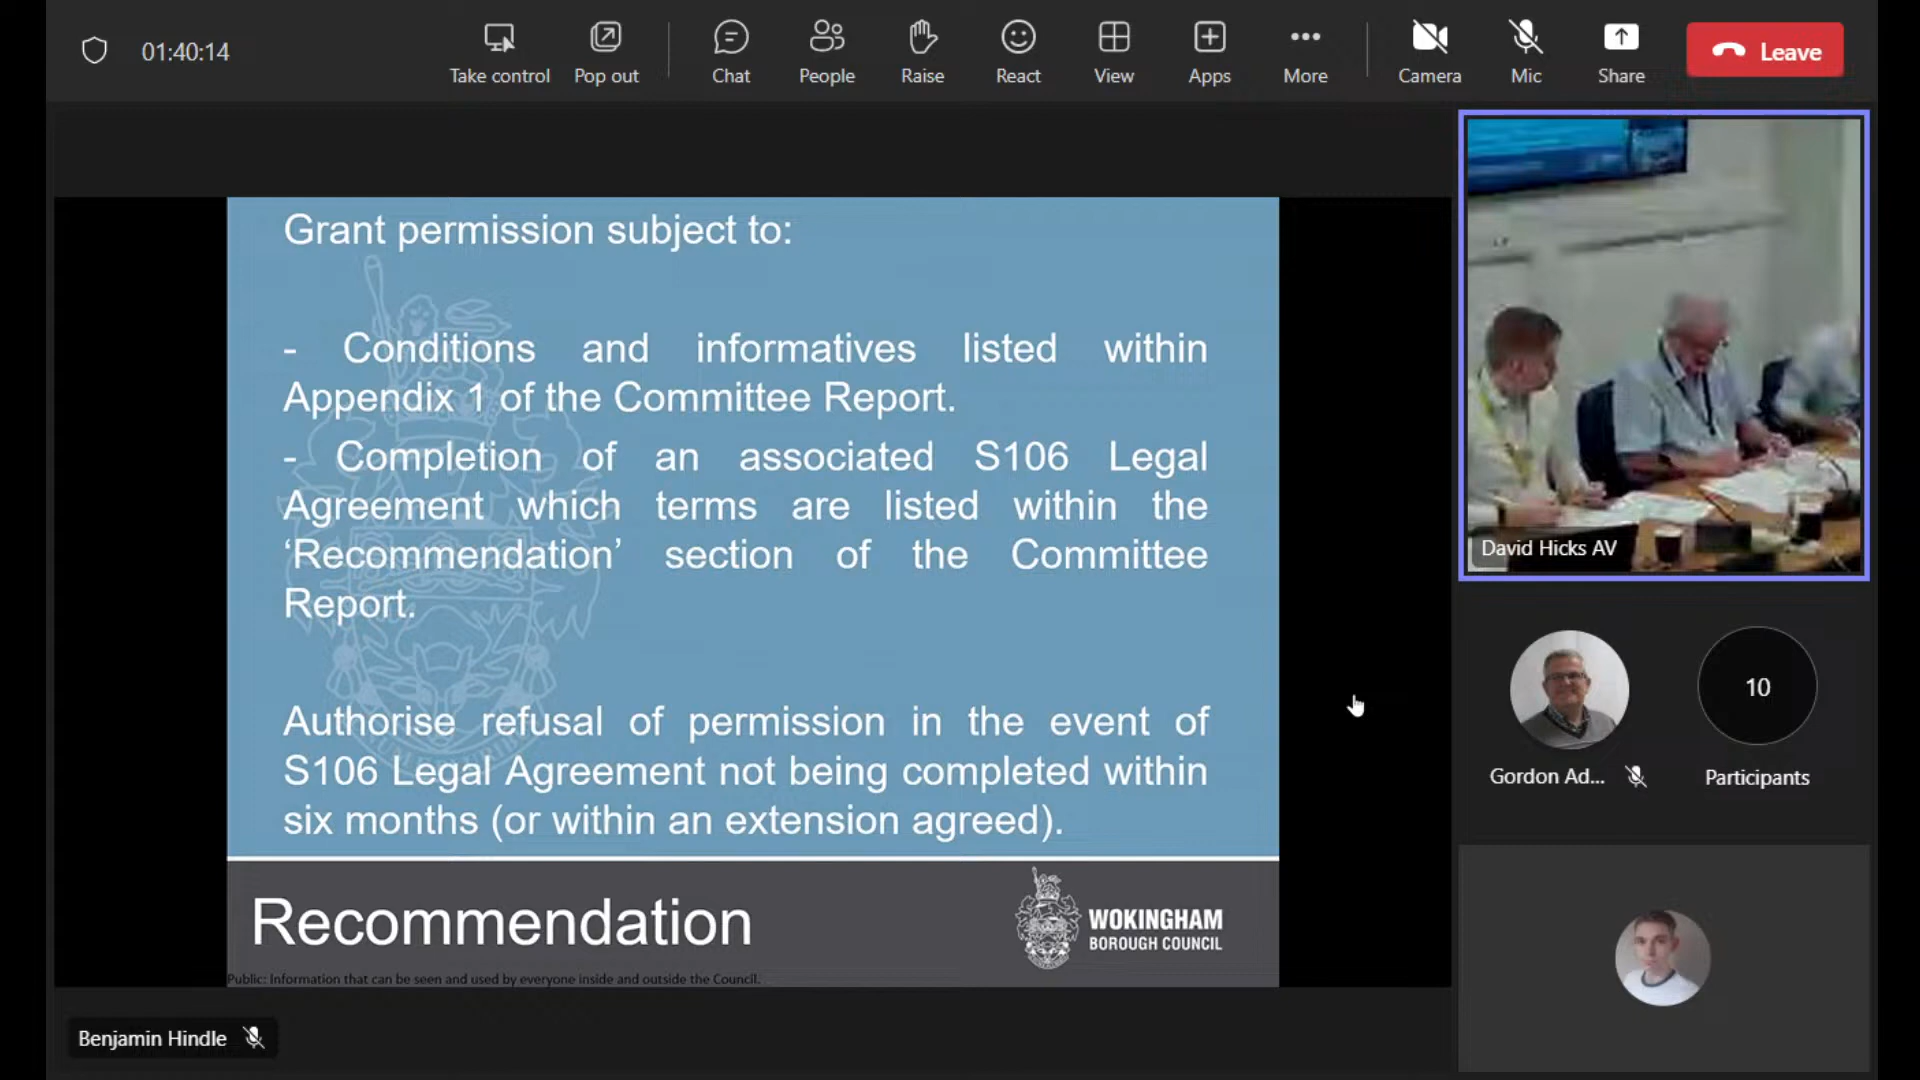 01:40:14
Take control
Pop out
Chat
People
Raise
React
View
Apps
More
Camera
Mic
Share
Leave
Grant permission subject to:
- Conditions and informatives listed within
Appendix 1 of the Committee Report.
- Completion of an associated S106 Legal
Agreement which terms are listed within the
‘Recommendation’ section of the Committee
Report.
Authorise refusal of permission in the event of
S106 Legal Agreement not being completed within
six months (or within an extension agreed).
Recommendation
WOKINGHAM
BOROUGH COUNCIL
Public: Information that can be seen and used by everyone inside and outside the Council.
Benjamin Hindle
David Hicks AV
Gordon Ad...
10
Participants